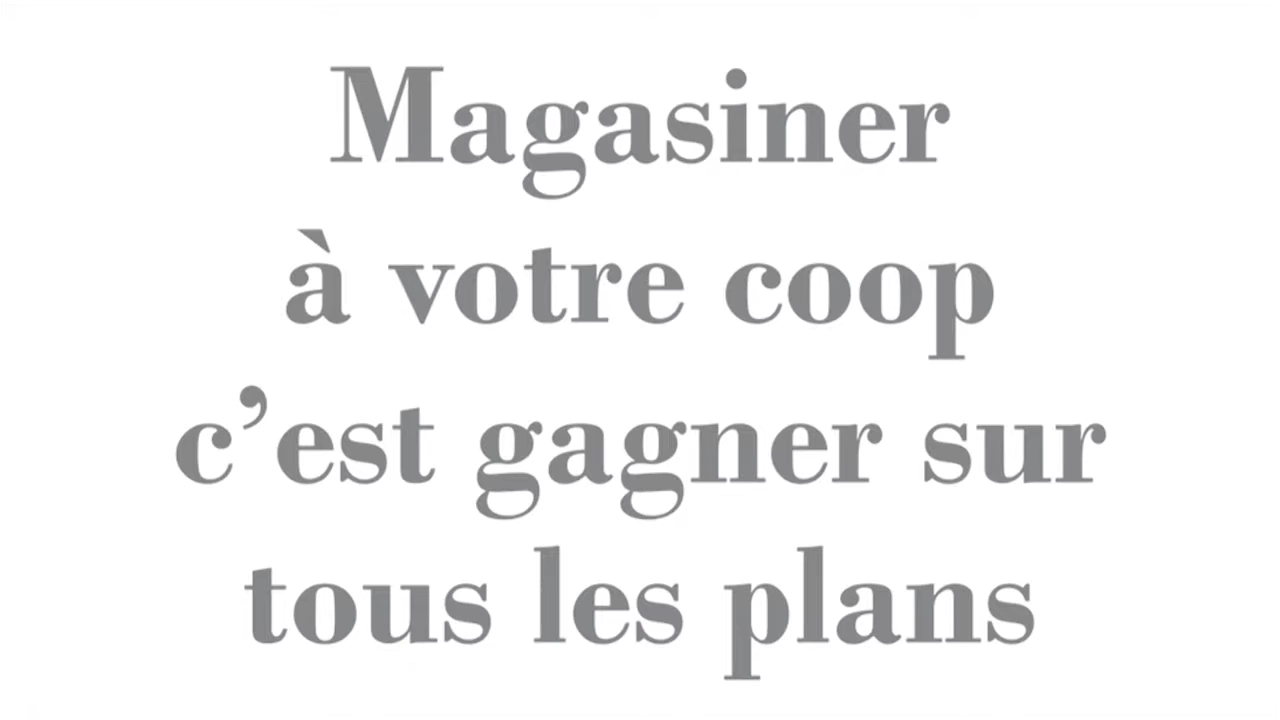 Magasiner
à votre coop
c’est gagner sur
tous les plans